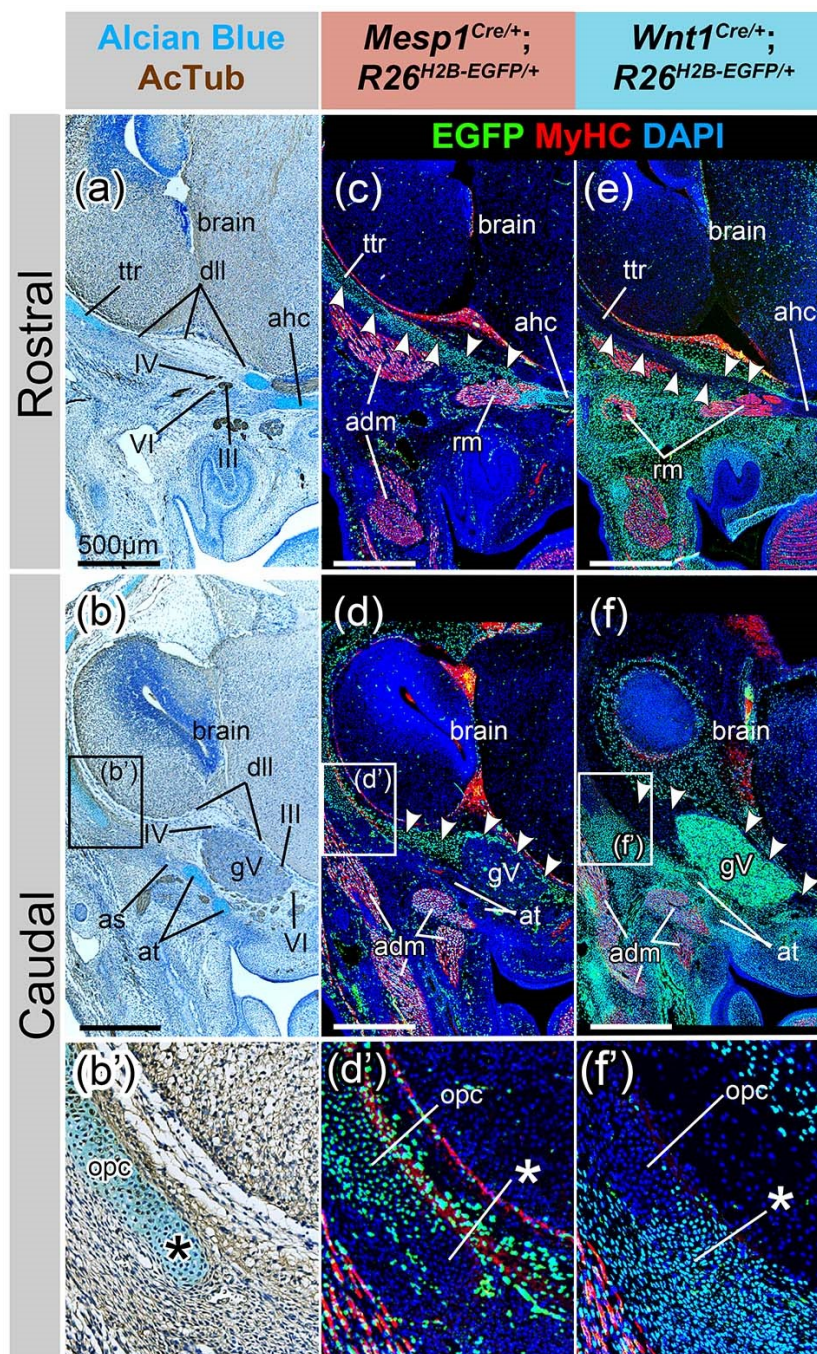 Alcian Blue
AcTub
Mesp1Cre/+;
R26H2B-EGFP/+
Wnt1Cre/+;
R26H2B-EGFP/+
EGFP MyHC DAPI
Rostral
(a)
brain
ttr
dll
ahc
IV
VI
III
500µm
(c)
brain
ttr
ahc
adm
rm
(e)
brain
ttr
ahc
rm
Caudal
(b)
brain
(b')
dll
IV
III
gV
as
at
VI
(d)
brain
(d')
gV
at
adm
(f)
brain
(f')
gV
adm
at
(b')
opc
*
(d')
opc
*
(f')
opc
*